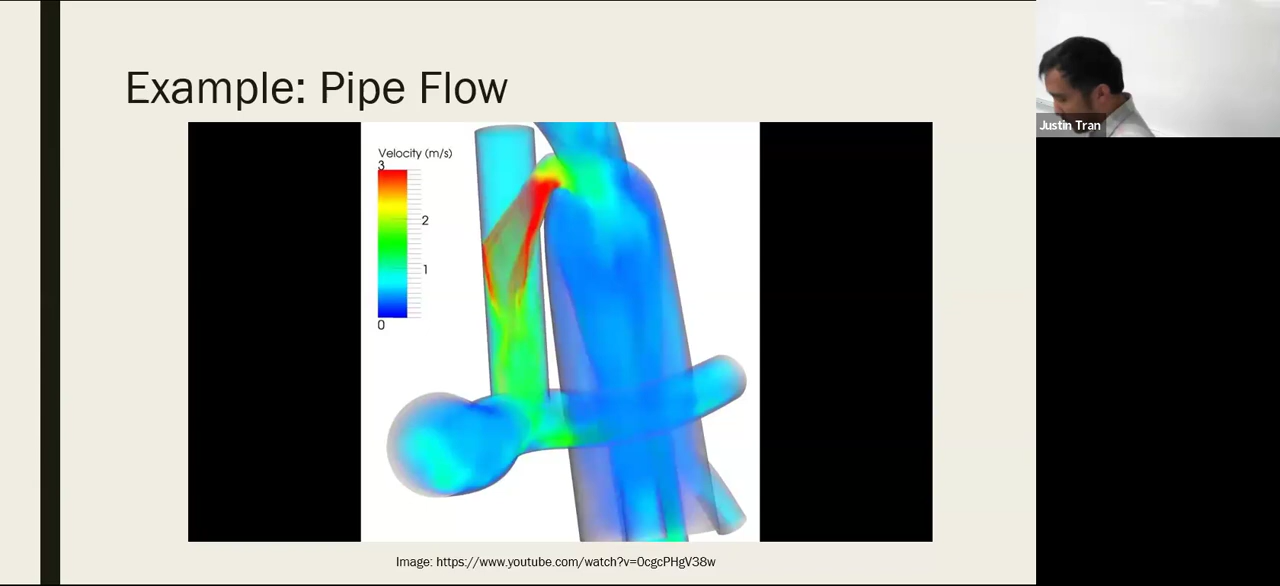 Example: Pipe Flow
Justin Tran
Velocity (m/s)
3
2
1
0
Image: https://www.youtube.com/watch?v=0cgcPHgV38w